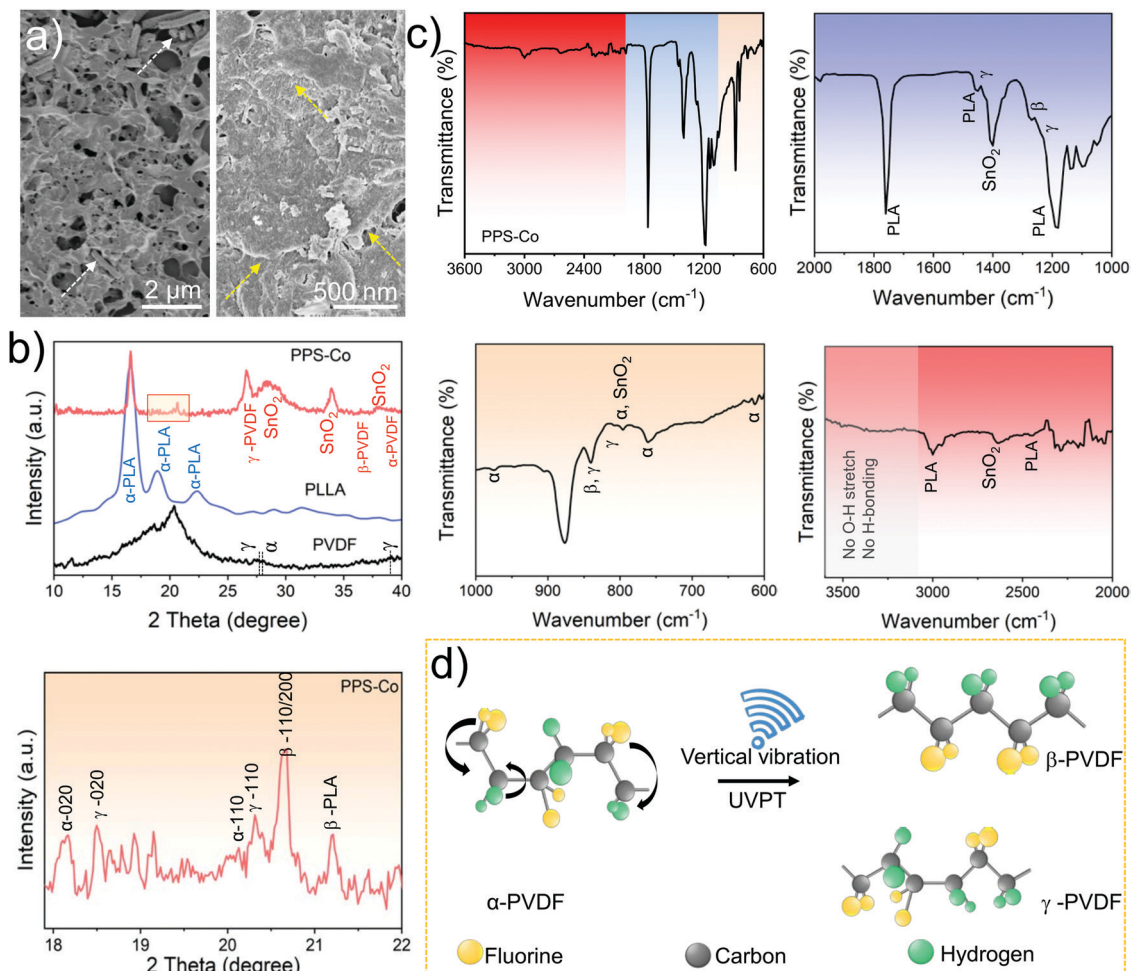 a)
2 µm
500 nm
c)
Transmittance (%)
PPS-Co
3600 3000 2400 1800 1200 600
Wavenumber (cm⁻¹)
Transmittance (%)
PLA
PLA
γ
SnO₂
β
γ
PLA
2000 1800 1600 1400 1200 1000
Wavenumber (cm⁻¹)
b)
Intensity (a.u.)
PPS-Co
γ -PVDF
SnO₂
SnO₂
β-PVDF
SnO₂
α-PVDF
α-PLA
α-PLA
α-PLA
PLLA
PVDF
γ
α
γ
10 15 20 25 30 35 40
2 Theta (degree)
Transmittance (%)
α
β, γ
γ
α, SnO₂
α
α
1000 900 800 700 600
Wavenumber (cm⁻¹)
Transmittance (%)
No O-H stretch
No H-bonding
PLA
SnO₂
PLA
3500 3000 2500 2000
Wavenumber (cm⁻¹)
Intensity (a.u.)
PPS-Co
α-020
γ -020
α-110
γ -110
β -110/200
β -PLA
18 19 20 21 22
2 Theta (degree)
d)
Vertical vibration
UVPT
β-PVDF
α-PVDF
γ -PVDF
Fluorine
Carbon
Hydrogen